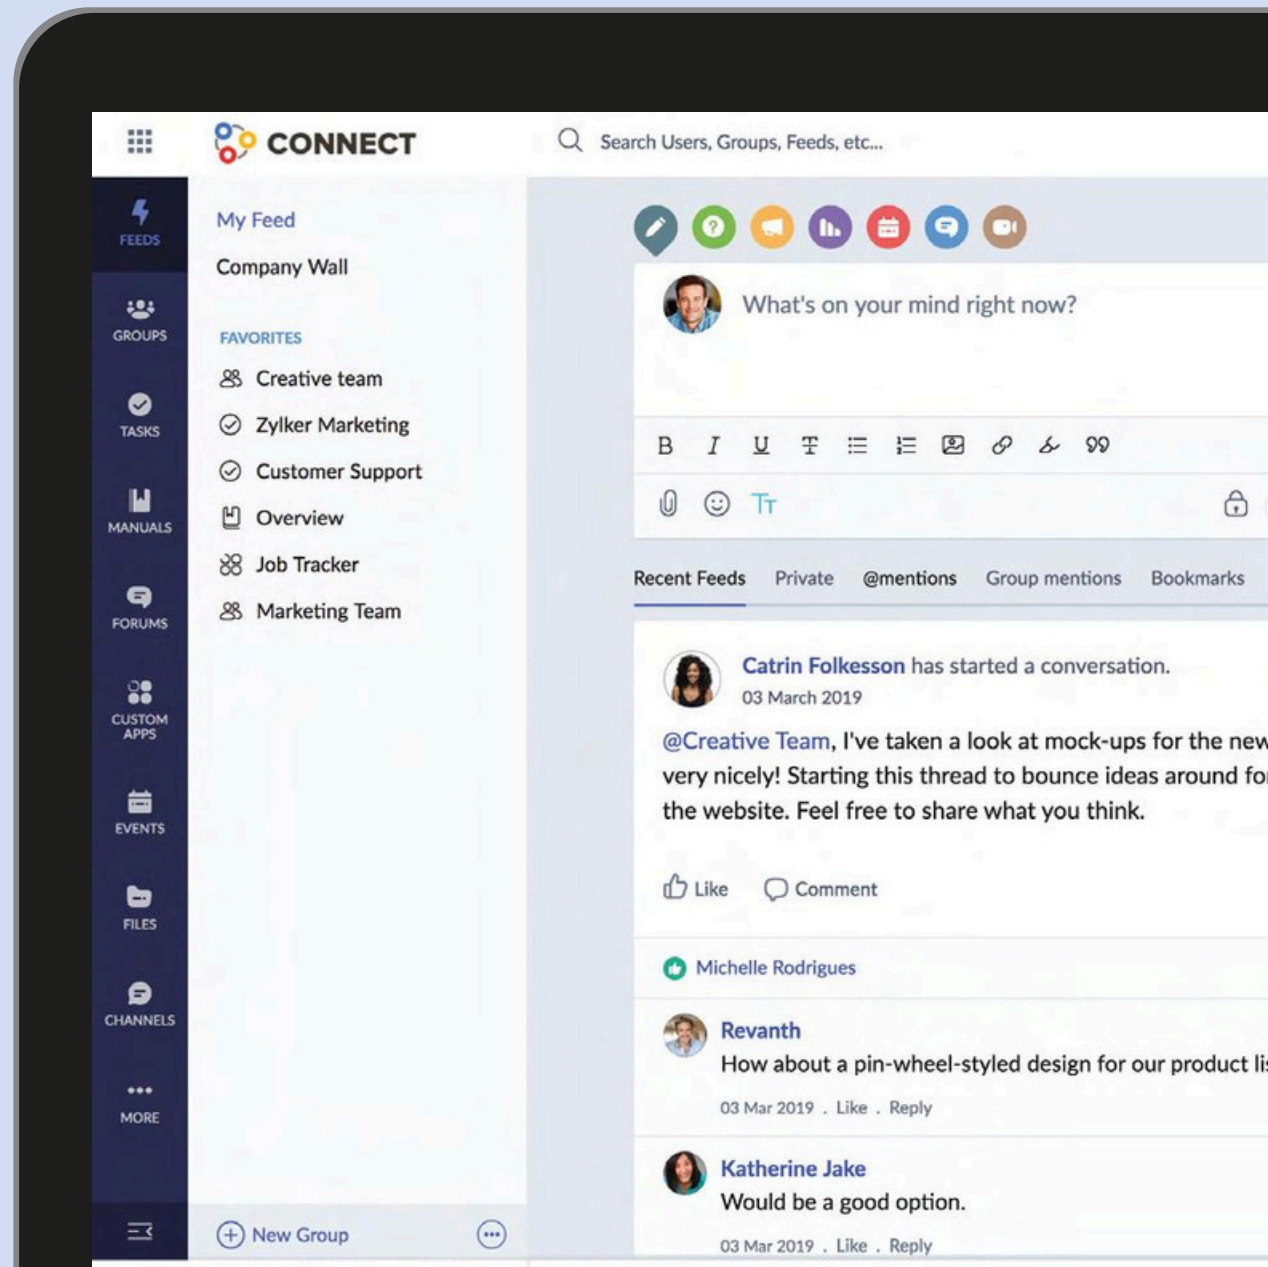 CONNECT
Search Users, Groups, Feeds, etc...
FEEDS
GROUPS
TASKS
MANUALS
FORUMS
CUSTOM
APPS
EVENTS
FILES
CHANNELS
MORE
My Feed
Company Wall
FAVORITES
Creative team
Zylker Marketing
Customer Support
Overview
Job Tracker
Marketing Team
New Group
What's on your mind right now?
B I U T
TT
Recent Feeds Private @mentions Group mentions Bookmarks
Catrin Folkesson has started a conversation.
03 March 2019
@Creative Team, I've taken a look at mock-ups for the new
very nicely! Starting this thread to bounce ideas around for
the website. Feel free to share what you think.
Like Comment
Michelle Rodrigues
Revanth
How about a pin-wheel-styled design for our product
03 Mar 2019 . Like . Reply
Katherine Jake
Would be a good option.
03 Mar 2019 . Like . Reply